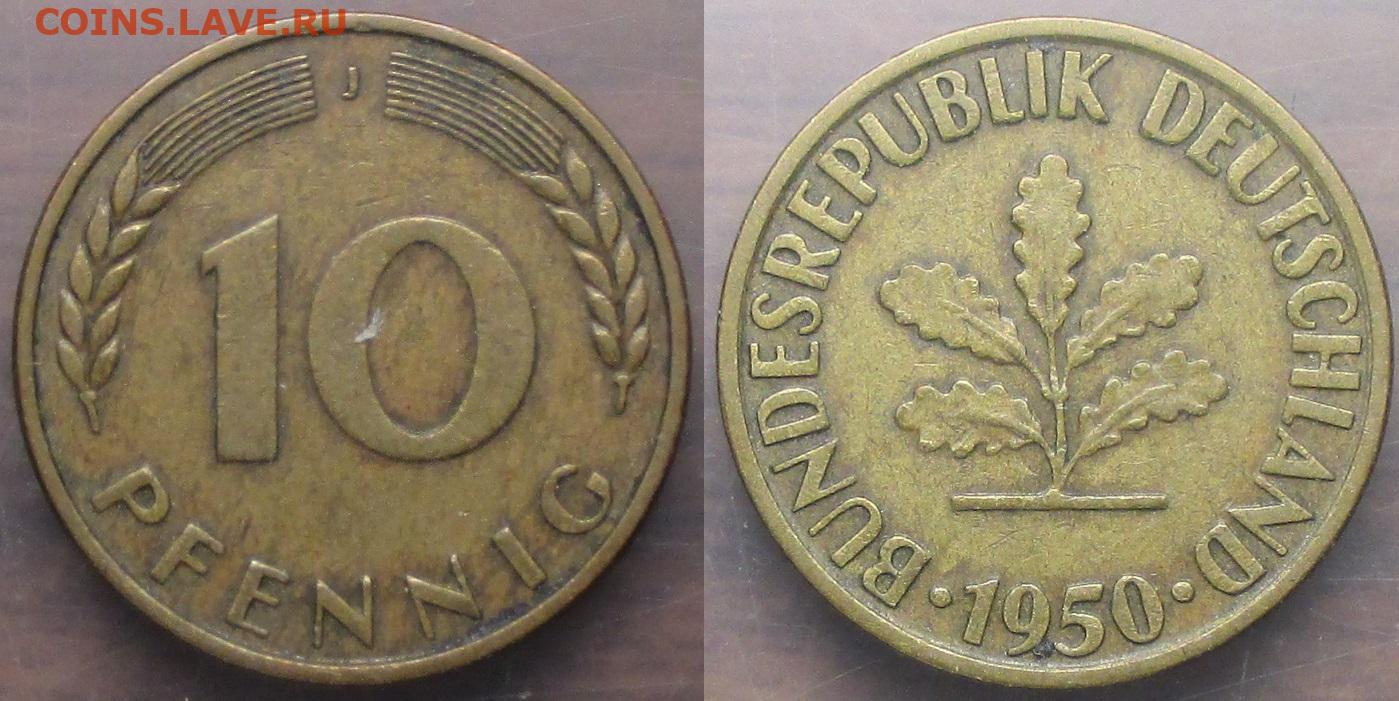 COINS.LAVE.RU
J
10
PFENNIG
BUNDESREPUBLIK DEUTSCHLAND
· 1950 ·